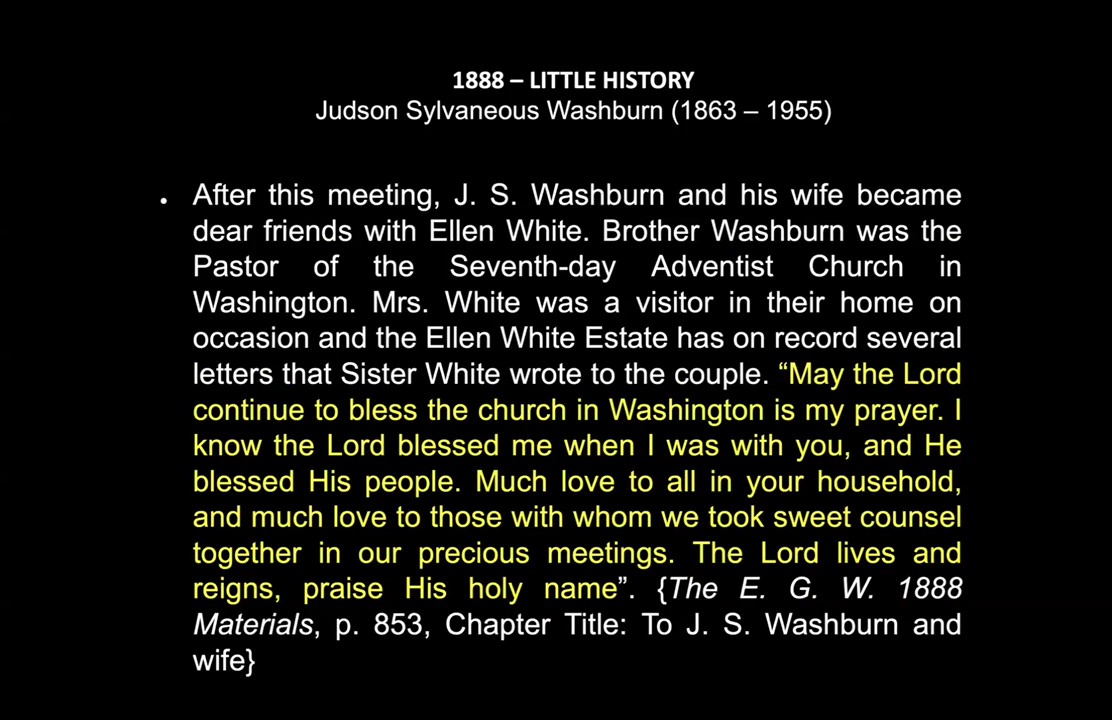 1888 – LITTLE HISTORY
Judson Sylvaneous Washburn (1863 – 1955)
• After this meeting, J. S. Washburn and his wife became
dear friends with Ellen White. Brother Washburn was the
Pastor of the Seventh-day Adventist Church in
Washington. Mrs. White was a visitor in their home on
occasion and the Ellen White Estate has on record several
letters that Sister White wrote to the couple. “May the Lord
continue to bless the church in Washington is my prayer. I
know the Lord blessed me when I was with you, and He
blessed His people. Much love to all in your household,
and much love to those with whom we took sweet counsel
together in our precious meetings. The Lord lives and
reigns, praise His holy name”. {The E. G. W. 1888
Materials, p. 853, Chapter Title: To J. S. Washburn and
wife}